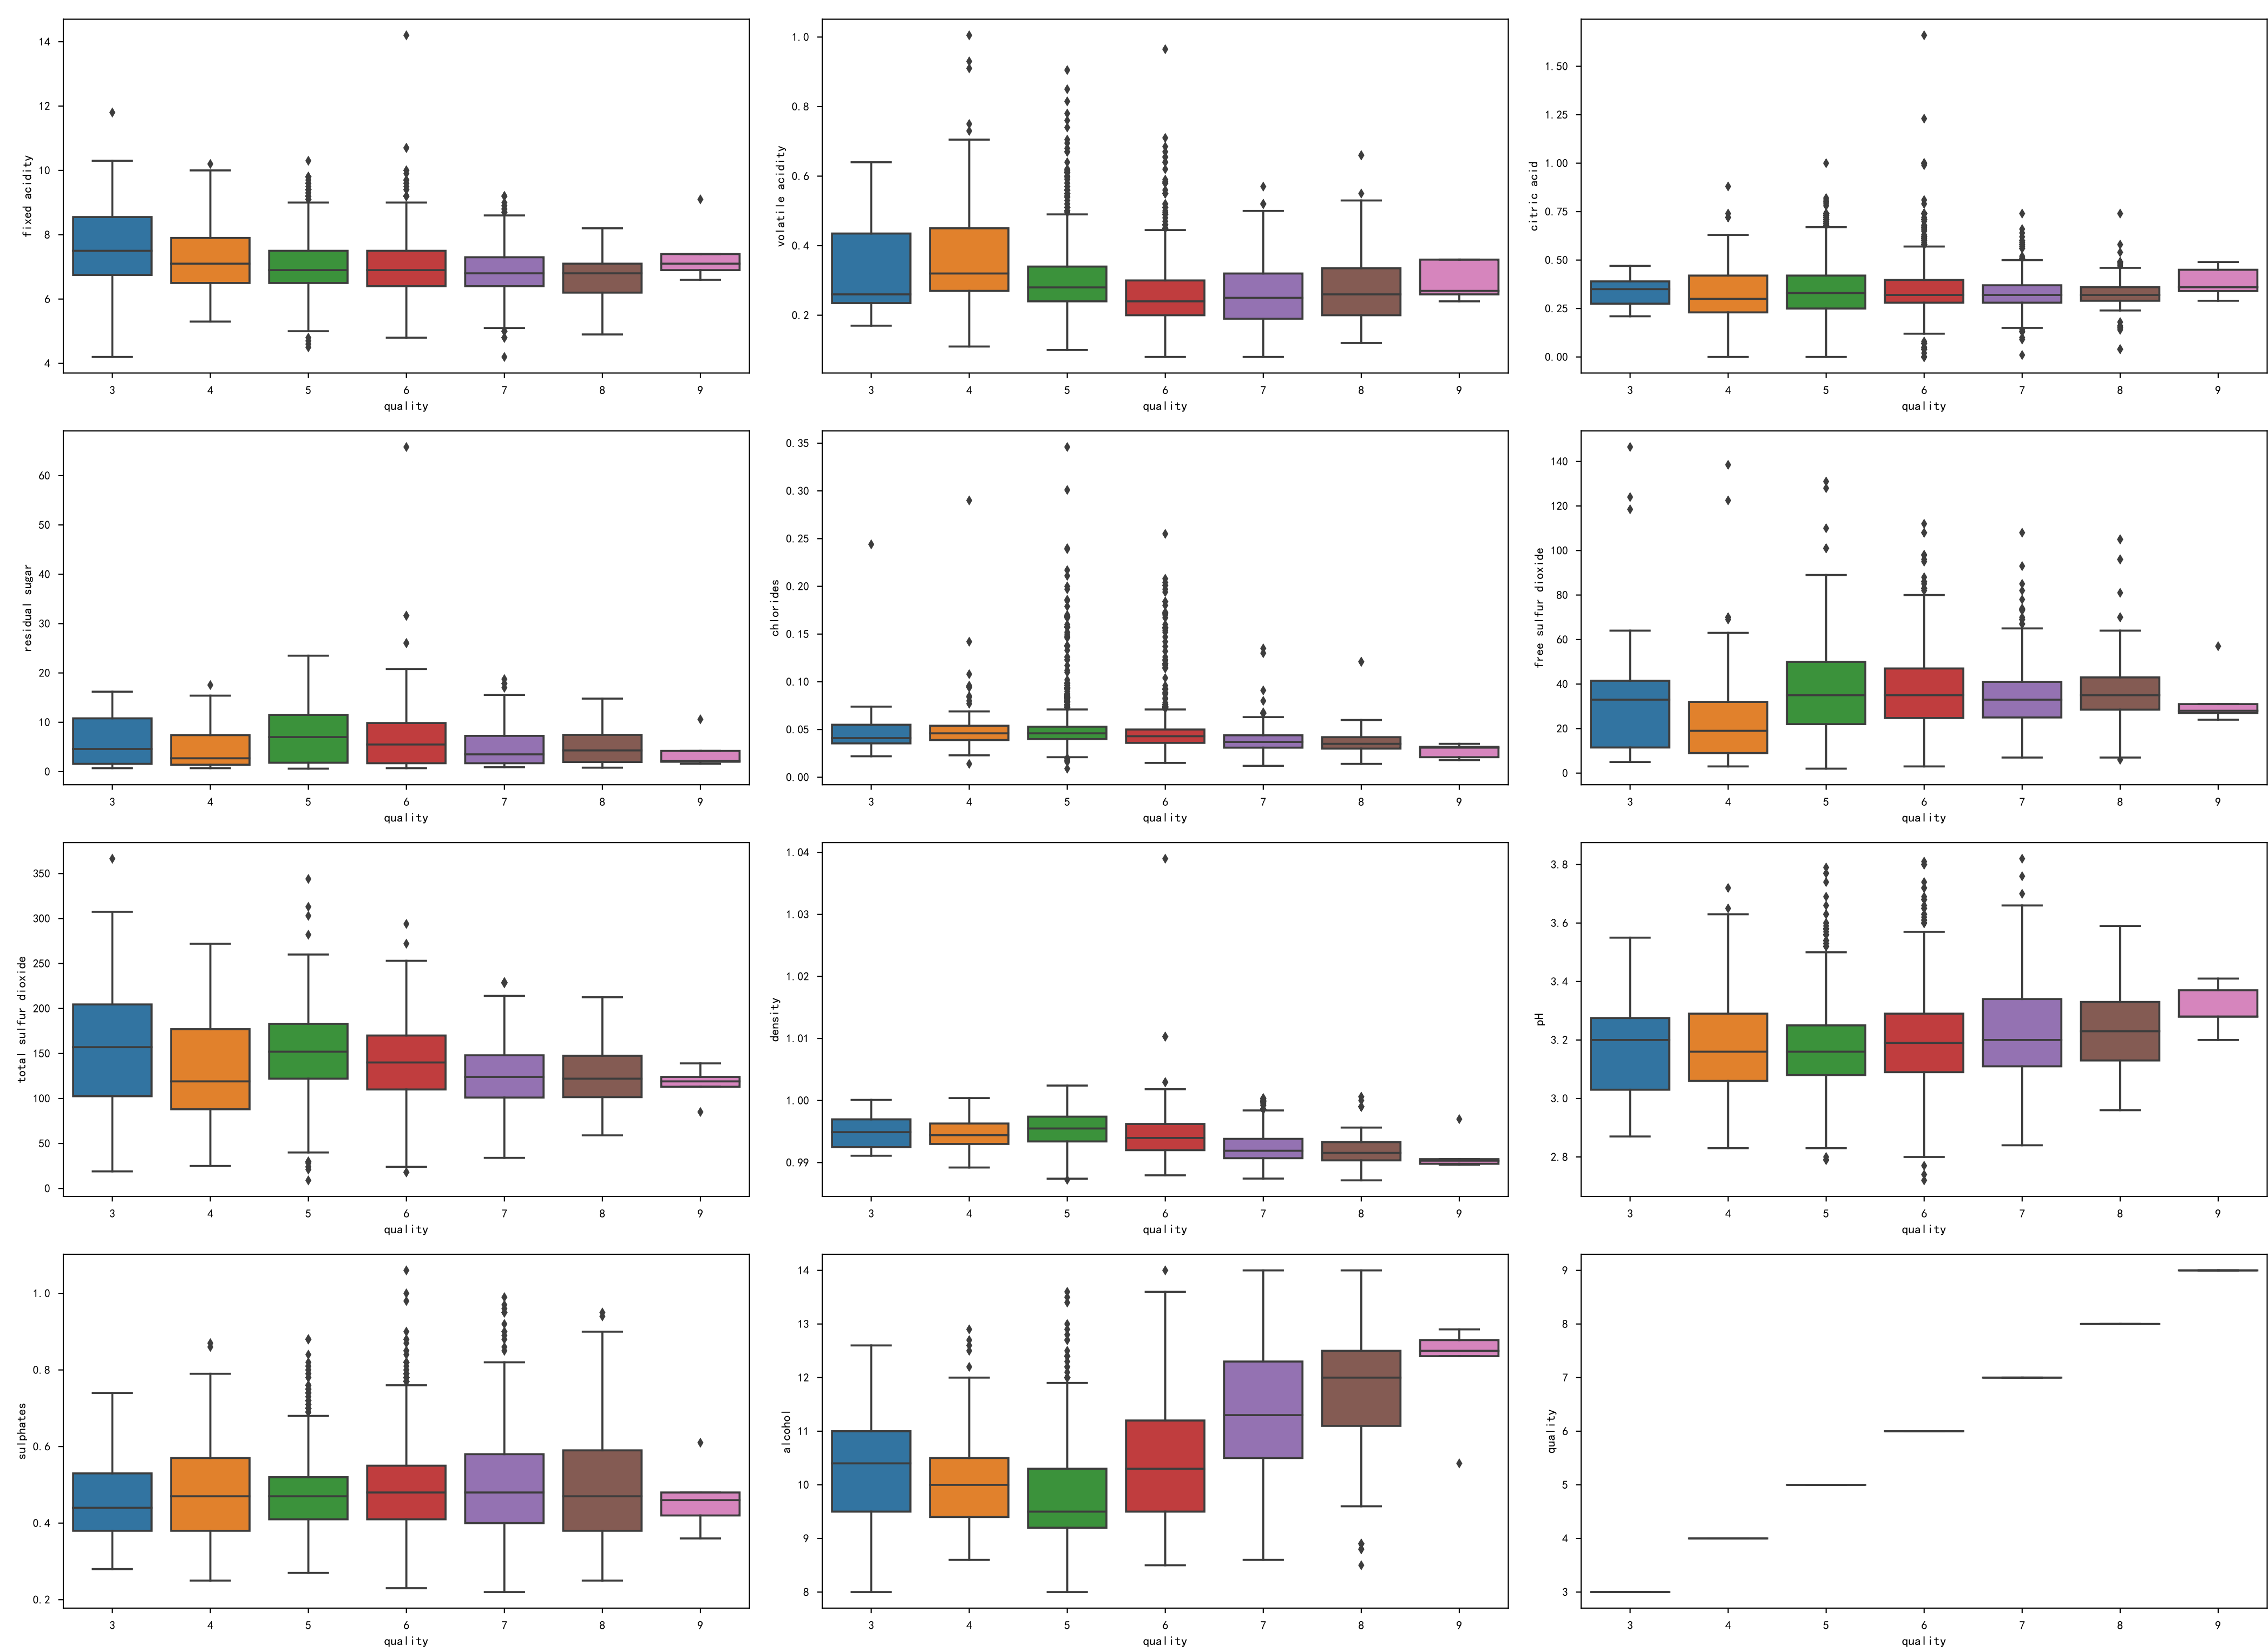 14
12
10
8
6
4
fixed acidity
3 4 5 6 7 8 9
quality
1.0
0.8
0.6
0.4
0.2
volatile acidity
3 4 5 6 7 8 9
quality
1.50
1.25
1.00
0.75
0.50
0.25
0.00
citric acid
3 4 5 6 7 8 9
quality
60
50
40
30
20
10
0
residual sugar
3 4 5 6 7 8 9
quality
0.35
0.30
0.25
0.20
0.15
0.10
0.05
0.00
chlorides
3 4 5 6 7 8 9
quality
140
120
100
80
60
40
20
0
free sulfur dioxide
3 4 5 6 7 8 9
quality
350
300
250
200
150
100
50
0
total sulfur dioxide
3 4 5 6 7 8 9
quality
1.04
1.03
1.02
1.01
1.00
0.99
density
3 4 5 6 7 8 9
quality
3.8
3.6
3.4
3.2
3.0
2.8
pH
3 4 5 6 7 8 9
quality
1.0
0.8
0.6
0.4
0.2
sulphates
3 4 5 6 7 8 9
quality
14
13
12
11
10
9
8
alcohol
3 4 5 6 7 8 9
quality
9
8
7
6
5
4
3
quality
3 4 5 6 7 8 9
quality